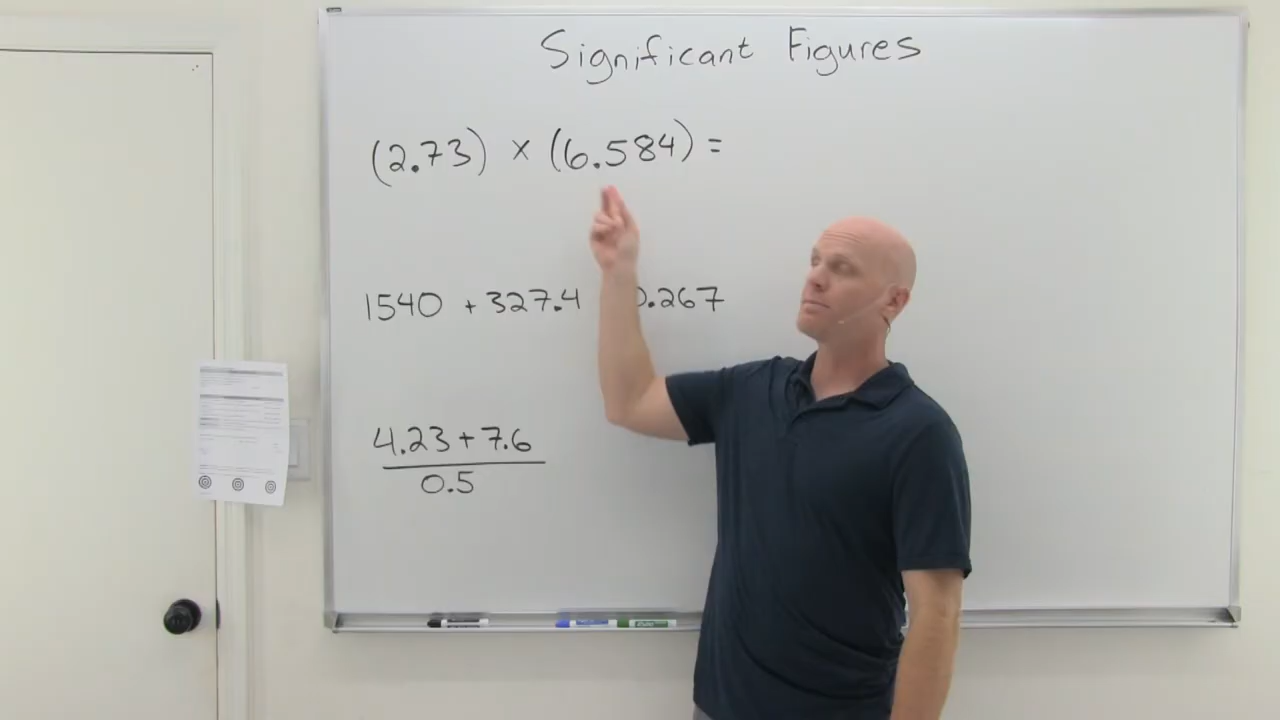 Significant Figures
(2.73) × (6.584) =
1540 + 327.4 0.267
4.23 + 7.6
0.5